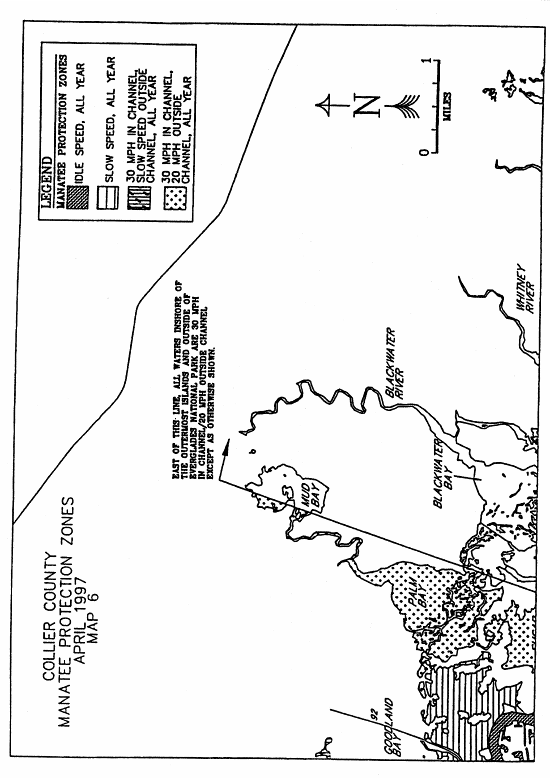 COLLIER COUNTY
MANATEE PROTECTION ZONES
APRIL 1997
MAP 6
LEGEND
MANATEE PROTECTION ZONES
IDLE SPEED, ALL YEAR
SLOW SPEED, ALL YEAR
30 MPH IN CHANNEL,
SLOW SPEED OUTSIDE
CHANNEL, ALL YEAR
30 MPH IN CHANNEL,
20 MPH OUTSIDE
CHANNEL, ALL YEAR
EAST OF THIS LINE, ALL WATERS INSHORE OF
THE OUTERMOST ISLANDS AND OUTSIDE OF
EVERGLADES NATIONAL PARK ARE 30 MPH
IN CHANNEL/20 MPH OUTSIDE CHANNEL
EXCEPT AS OTHERWISE SHOWN.
N
0
1
MILES
MUD
BAY
BLACKWATER
RIVER
WHITNEY
RIVER
BLACKWATER
BAY
PALM
BAY
92
GOODLAND
BAY